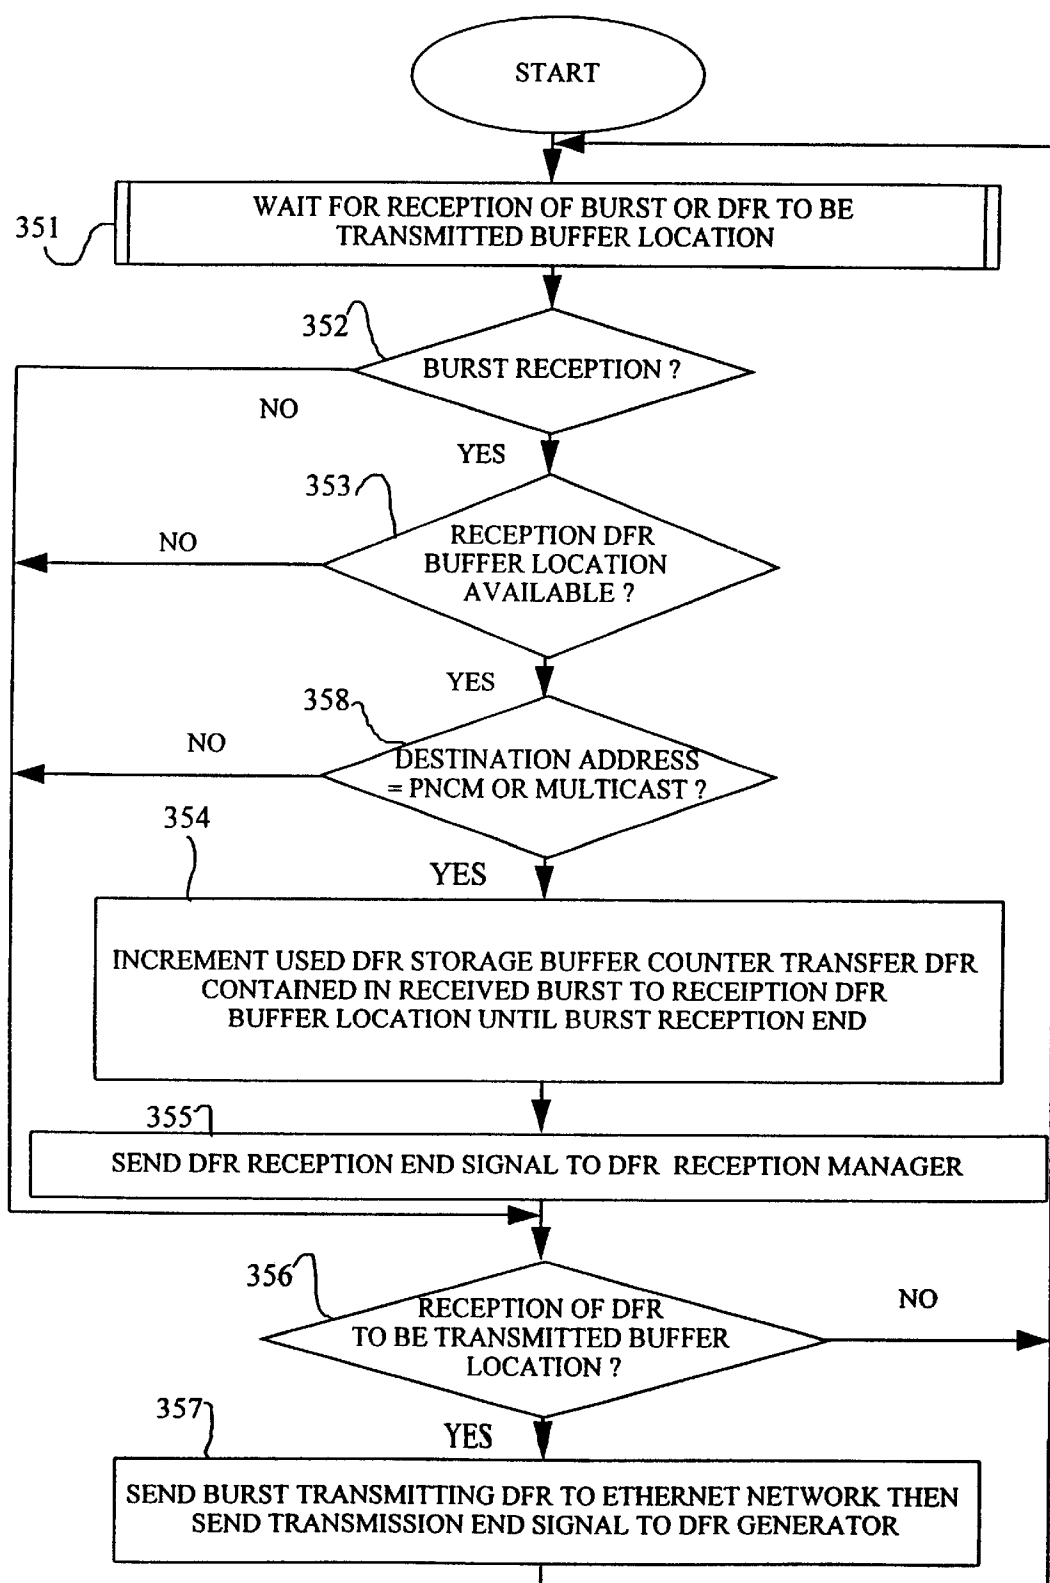 START
WAIT FOR RECEPTION OF BURST OR DFR TO BE
TRANSMITTED BUFFER LOCATION
351
352
BURST RECEPTION ?
NO
YES
353
RECEPTION DFR
BUFFER LOCATION
AVAILABLE ?
NO
YES
358
DESTINATION ADDRESS
= PNCM OR MULTICAST ?
NO
354
YES
INCREMENT USED DFR STORAGE BUFFER COUNTER TRANSFER DFR
CONTAINED IN RECEIVED BURST TO RECEIPTION DFR
BUFFER LOCATION UNTIL BURST RECEPTION END
355
SEND DFR RECEPTION END SIGNAL TO DFR RECEPTION MANAGER
356
RECEPTION OF DFR
TO BE TRANSMITTED BUFFER
LOCATION ?
NO
357
YES
SEND BURST TRANSMITTING DFR TO ETHERNET NETWORK THEN
SEND TRANSMISSION END SIGNAL TO DFR GENERATOR